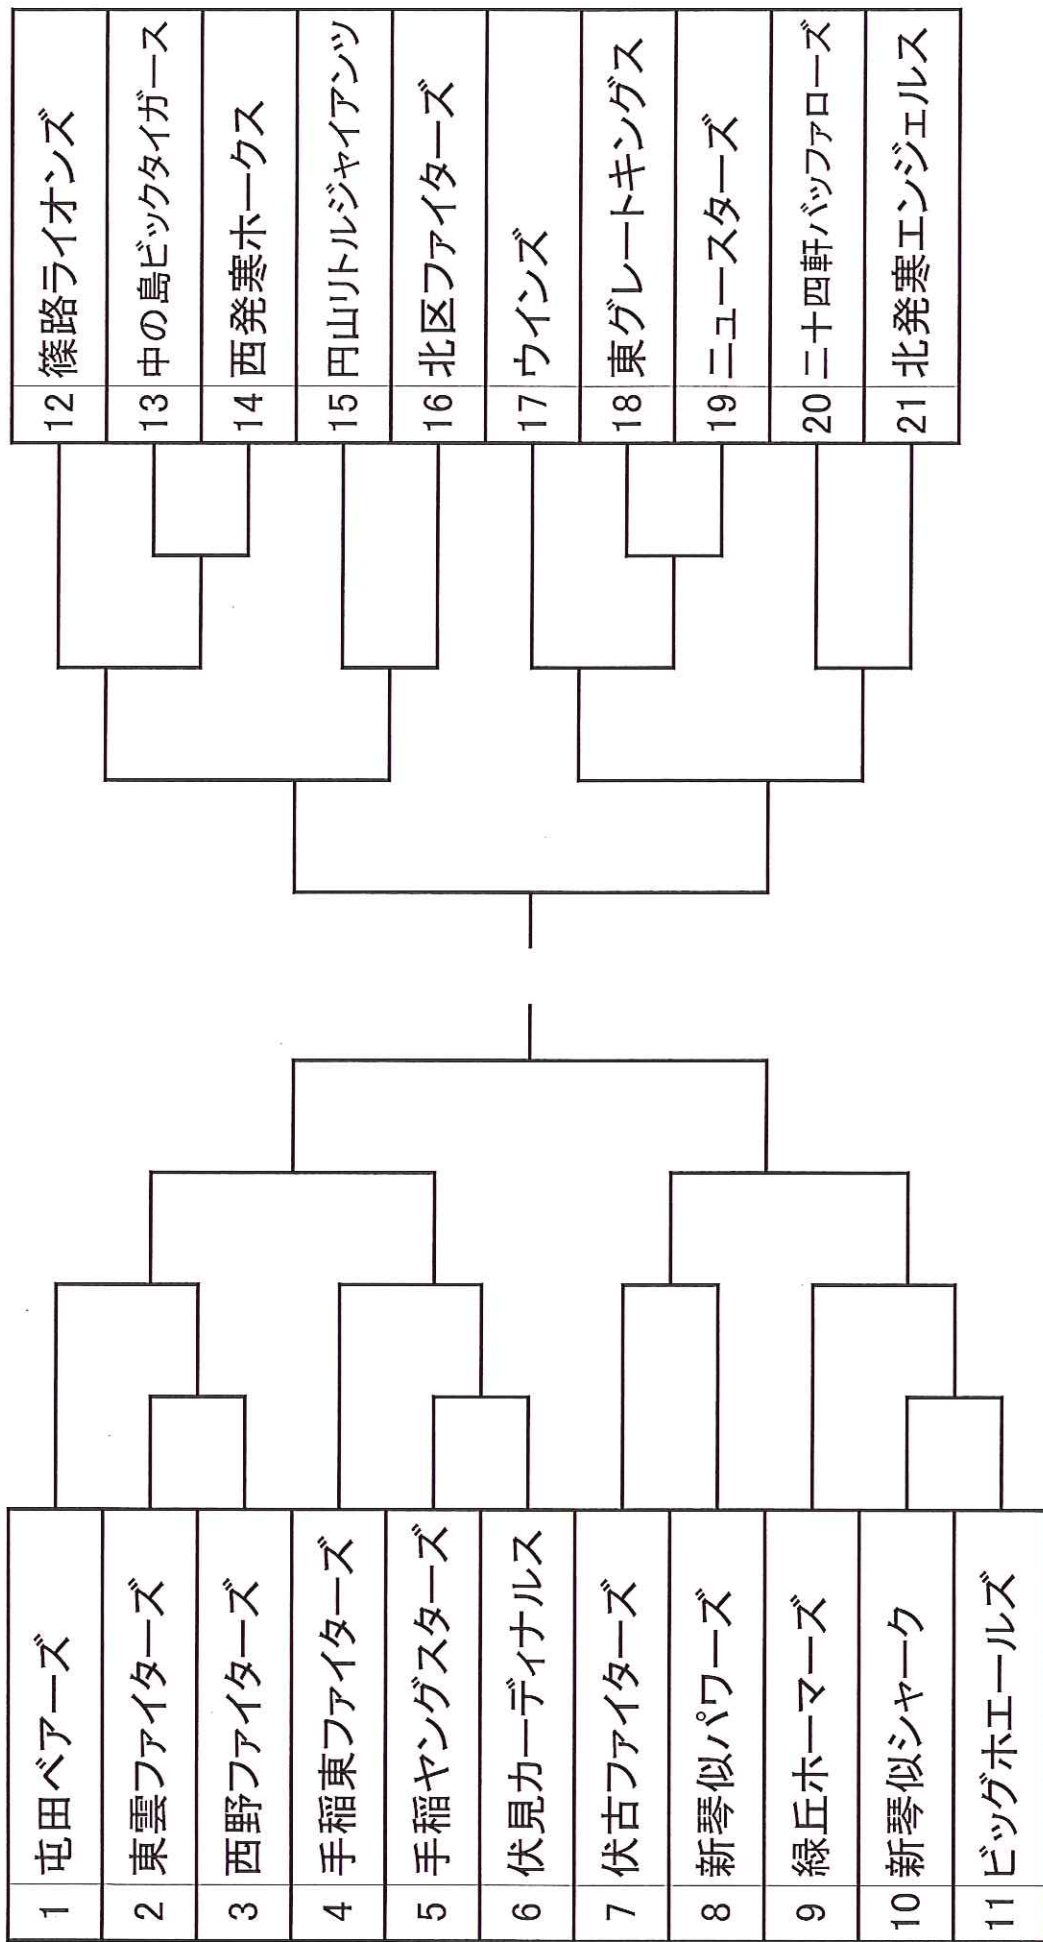 1 屯田ベアーズ
2 東雲ファイターズ
3 西野ファイターズ
4 手稲東ファイターズ
5 手稲ヤングスターズ
6 伏見カーディナルス
7 伏古ファイターズ
8 新琴似パワーズ
9 緑丘ホーマーズ
10 新琴似シャーク
11 ビッグホエールズ
12 篠路ライオンズ
13 中の島ビックタイガース
14 西発寒ホークス
15 円山リトルジャイアンツ
16 北区ファイターズ
17 ウインズ
18 東グレートキングス
19 ニュースターズ
20 二十四軒バッファローズ
21 北発寒エンジェルス